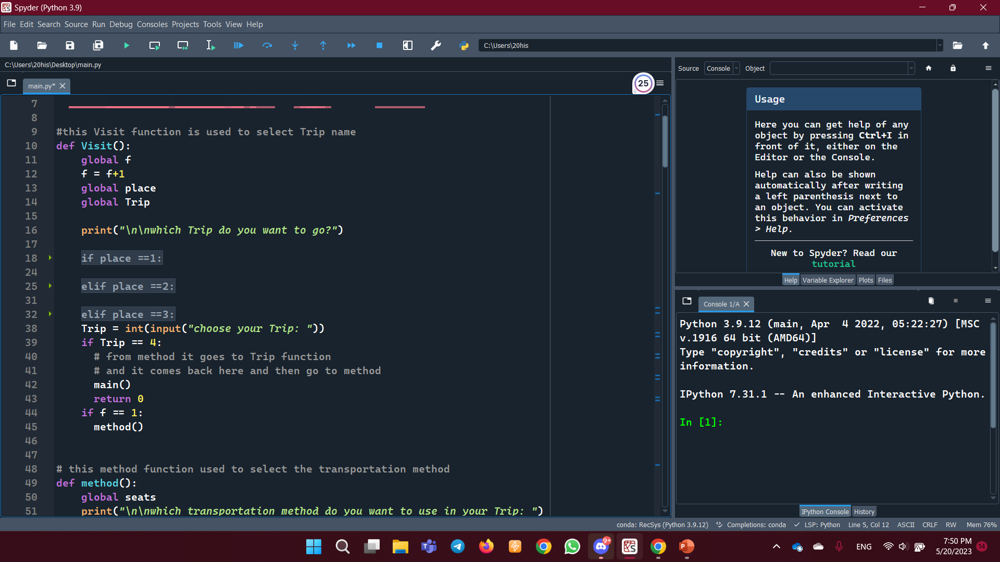 Spyder (Python 3.9)
File Edit Search Source Run Debug Consoles Projects Tools View Help
C:\Users\20his
C:\Users\20his\Desktop\main.py
main.py*
25
7
8
9 #this Visit function is used to select Trip name
10 def Visit():
11 global f
12 f = f+1
13 global place
14 global Trip
15
16 print("\n\nwhich Trip do you want to go?")
17
18 if place ==1:
24
25 elif place ==2:
31
32 elif place ==3:
38 Trip = int(input("choose your Trip: "))
39 if Trip == 4:
40 # from method it goes to Trip function
41 # and it comes back here and then go to method
42 main()
43 return 0
44 if f == 1:
45 method()
46
47
48 # this method function used to select the transportation method
49 def method():
50 global seats
51 print("\n\nwhich transportation method do you want to use in your Trip: ")
Source Console Object
Usage
Here you can get help of any
object by pressing Ctrl+I in
front of it, either on the
Editor or the Console.
Help can also be shown
automatically after writing
a left parenthesis next to
an object. You can activate
this behavior in Preferences
> Help.
New to Spyder? Read our
tutorial
Help Variable Explorer Plots Files
Console 1/A
Python 3.9.12 (main, Apr  4 2022, 05:22:27) [MSC
v.1916 64 bit (AMD64)]
Type "copyright", "credits" or "license" for more
information.
IPython 7.31.1 -- An enhanced Interactive Python.
In [1]:
IPython Console History
conda: RecSys (Python 3.9.12) Completions: conda LSP: Python Line 5, Col 12 ASCII CRLF RW Mem 76%
9+
ENG
7:50 PM
5/20/2023
14